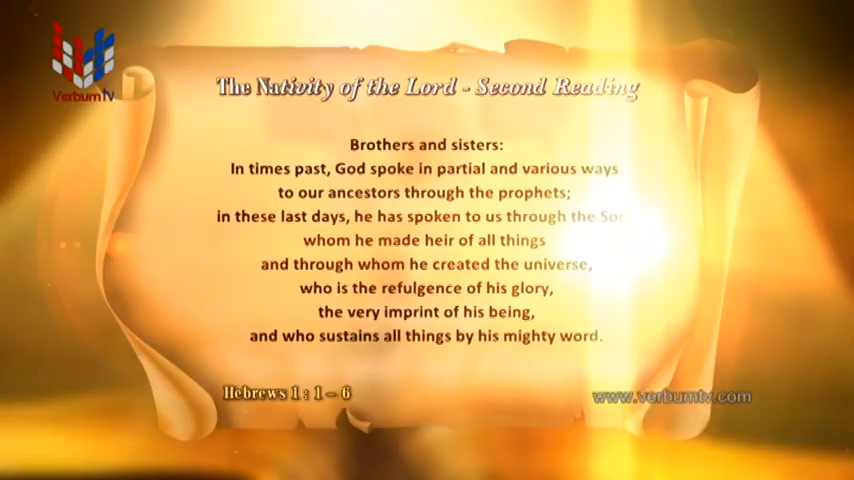 Verbum TV
The Nativity of the Lord - Second Reading
Brothers and sisters:
In times past, God spoke in partial and various ways
to our ancestors through the prophets;
in these last days, he has spoken to us through the Son,
whom he made heir of all things
and through whom he created the universe,
who is the refulgence of his glory,
the very imprint of his being,
and who sustains all things by his mighty word.
Hebrews 1 : 1 – 6
www.verbumtv.com